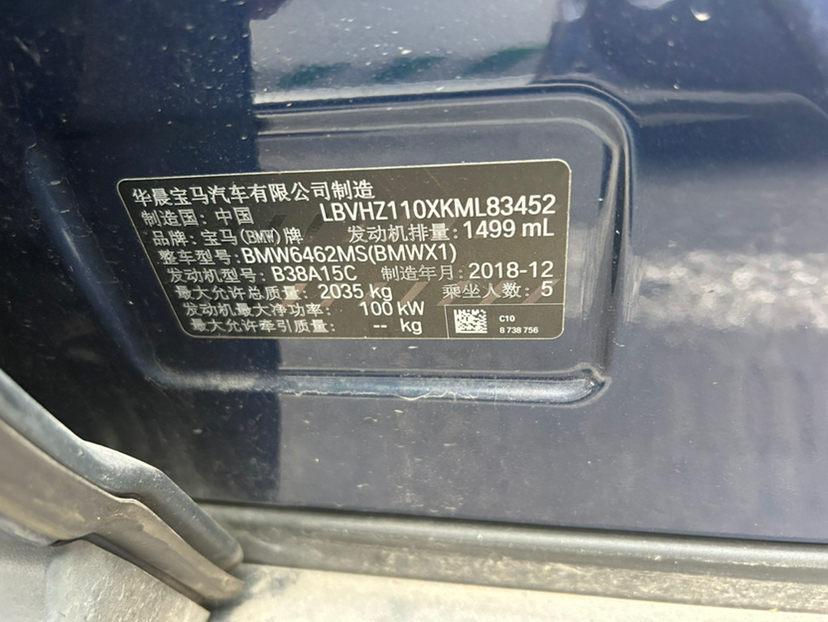 华晨宝马汽车有限公司制造
制造国：中国 LBVHZ110XKML83452
品牌：宝马(BMW)牌 发动机排量：1499 mL
整车型号：BMW6462MS(BMWX1)
发动机型号：B38A15C 制造年月：2018-12
最大允许总质量：2035 kg 乘坐人数：5
发动机最大净功率：100 kW
最大允许牵引质量：-- kg
C10
8 738 756